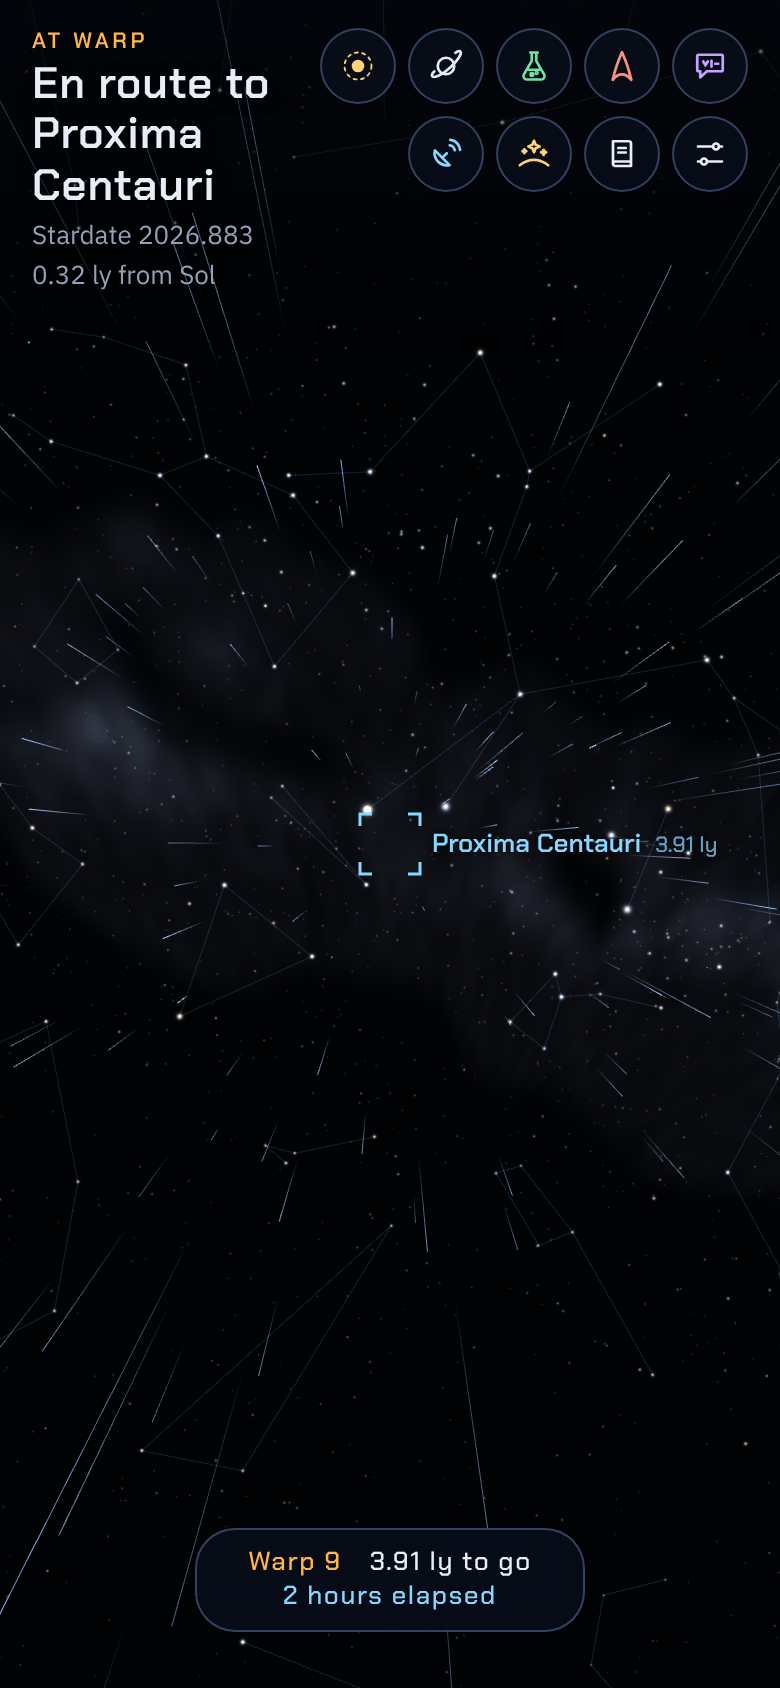 AT WARP
En route to
Proxima
Centauri
Stardate 2026.883
0.32 ly from Sol
Proxima Centauri 3.91 ly
Warp 9 3.91 ly to go
2 hours elapsed